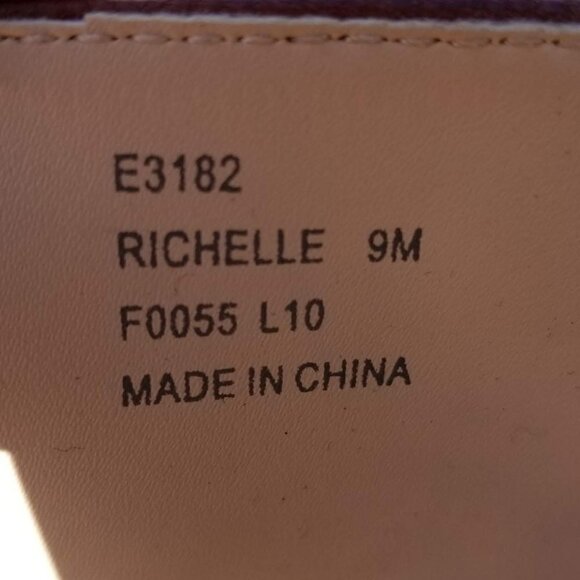 E3182
RICHELLE 9M
F0055 L10
MADE IN CHINA